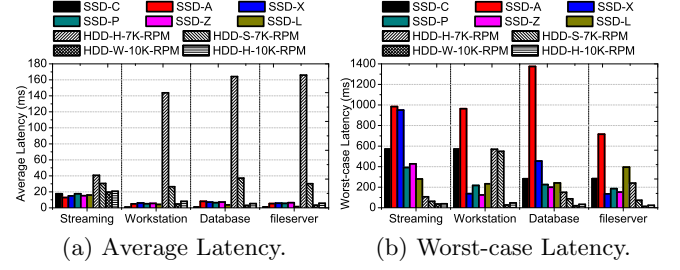 SSD-C SSD-A SSD-X
SSD-P SSD-Z SSD-L
HDD-H-7K-RPM HDD-S-7K-RPM
HDD-W-10K-RPM HDD-H-10K-RPM
180
160
140
120
100
80
60
40
20
0
Average Latency (ms)
Streaming Workstation Database fileserver
(a) Average Latency.
SSD-C SSD-A SSD-X
SSD-P SSD-Z SSD-L
HDD-H-7K-RPM HDD-S-7K-RPM
HDD-W-10K-RPM HDD-H-10K-RPM
1400
1200
1000
800
600
400
200
0
Worst-case Latency (ms)
Streaming Workstation Database fileserver
(b) Worst-case Latency.